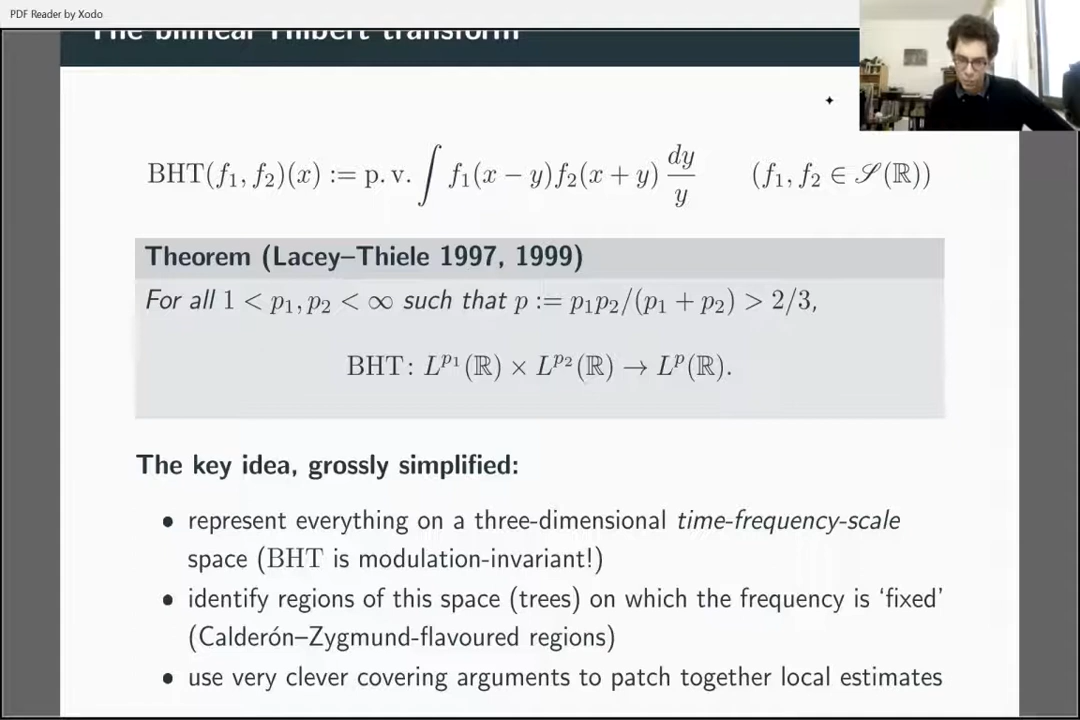 PDF Reader by Xodo
The bilinear Hilbert transform
BHT(f₁, f₂)(x) := p. v. ∫ f₁(x − y)f₂(x + y) dy/y (f₁, f₂ ∈ 𝒮(ℝ))
Theorem (Lacey–Thiele 1997, 1999)
For all 1 < p₁, p₂ < ∞ such that p := p₁p₂/(p₁ + p₂) > 2/3,
BHT: L^{p₁}(ℝ) × L^{p₂}(ℝ) → L^p(ℝ).
The key idea, grossly simplified:
• represent everything on a three-dimensional time-frequency-scale
space (BHT is modulation-invariant!)
• identify regions of this space (trees) on which the frequency is ‘fixed’
(Calderón–Zygmund-flavoured regions)
• use very clever covering arguments to patch together local estimates